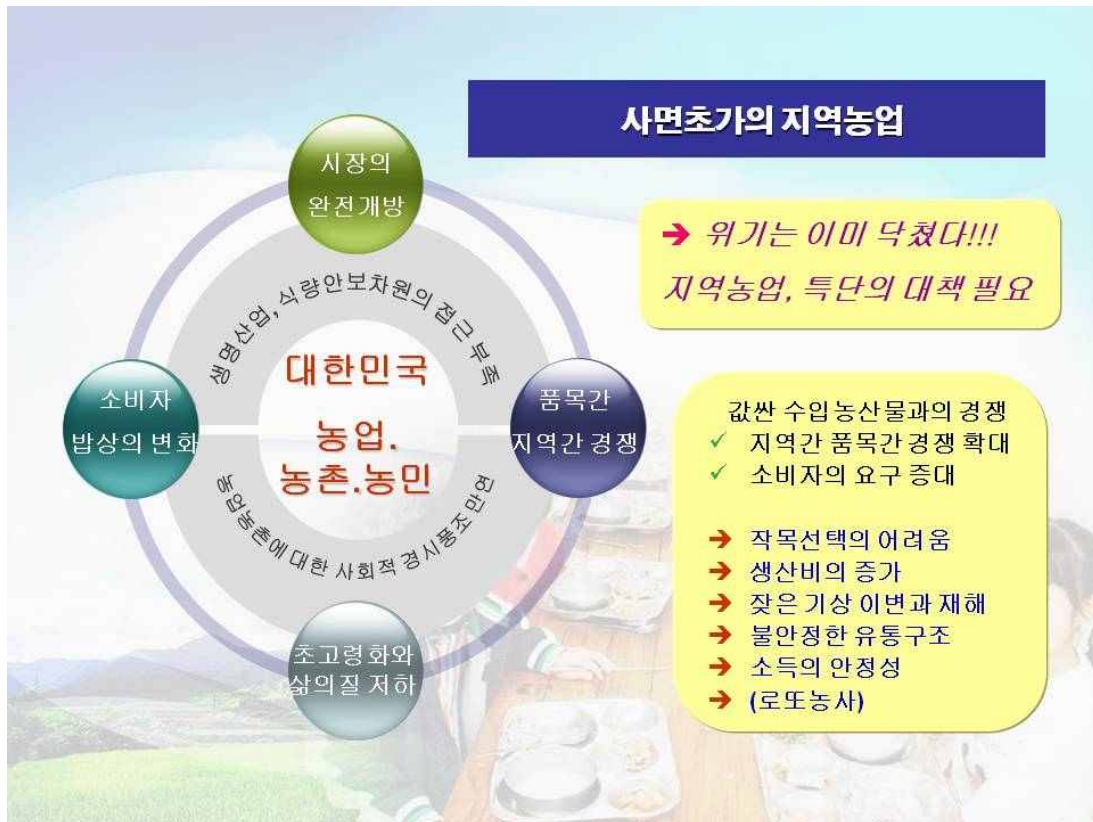 사면초가의 지역농업
시장의
완전개방
생명산업, 식량안보차원의 접근 부족
소비자
밥상의 변화
대한민국
농업.
농촌.농민
품목간
지역간 경쟁
농업농촌에 대한 사회적 경시풍조 만연
초고령화와
삶의질 저하
➔ 위기는 이미 닥쳤다!!!
지역농업, 특단의 대책 필요
값싼 수입농산물과의 경쟁
✓ 지역간 품목간 경쟁 확대
✓ 소비자의 요구 증대
➔ 작목선택의 어려움
➔ 생산비의 증가
➔ 잦은 기상 이변과 재해
➔ 불안정한 유통구조
➔ 소득의 안정성
➔ (로또농사)